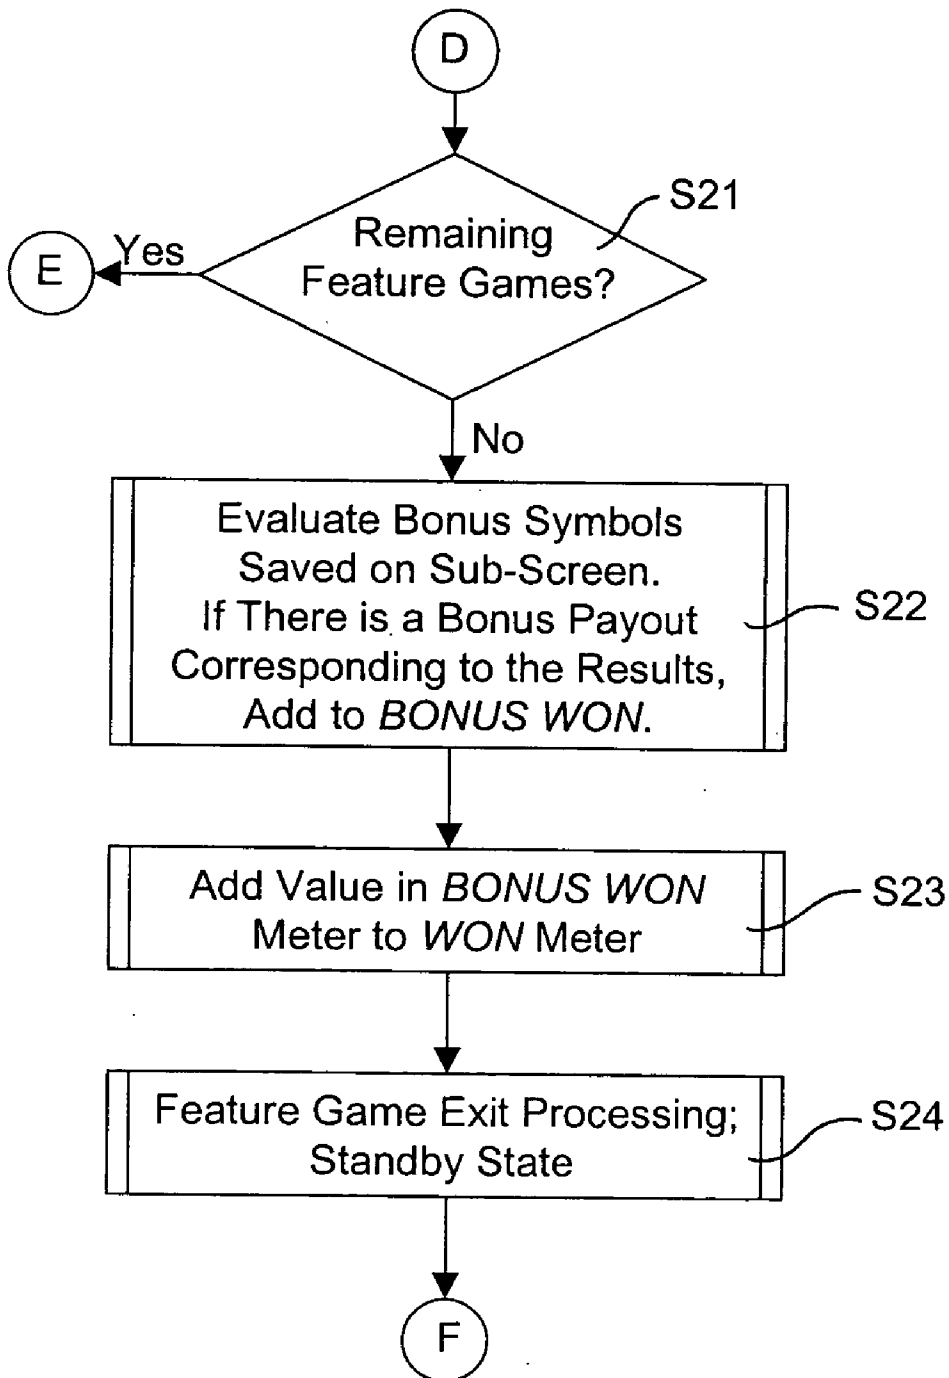 D
S21
Remaining
Feature Games?
Yes
E
No
Evaluate Bonus Symbols
Saved on Sub-Screen.
If There is a Bonus Payout
Corresponding to the Results,
Add to BONUS WON.
S22
Add Value in BONUS WON
Meter to WON Meter
S23
Feature Game Exit Processing;
Standby State
S24
F